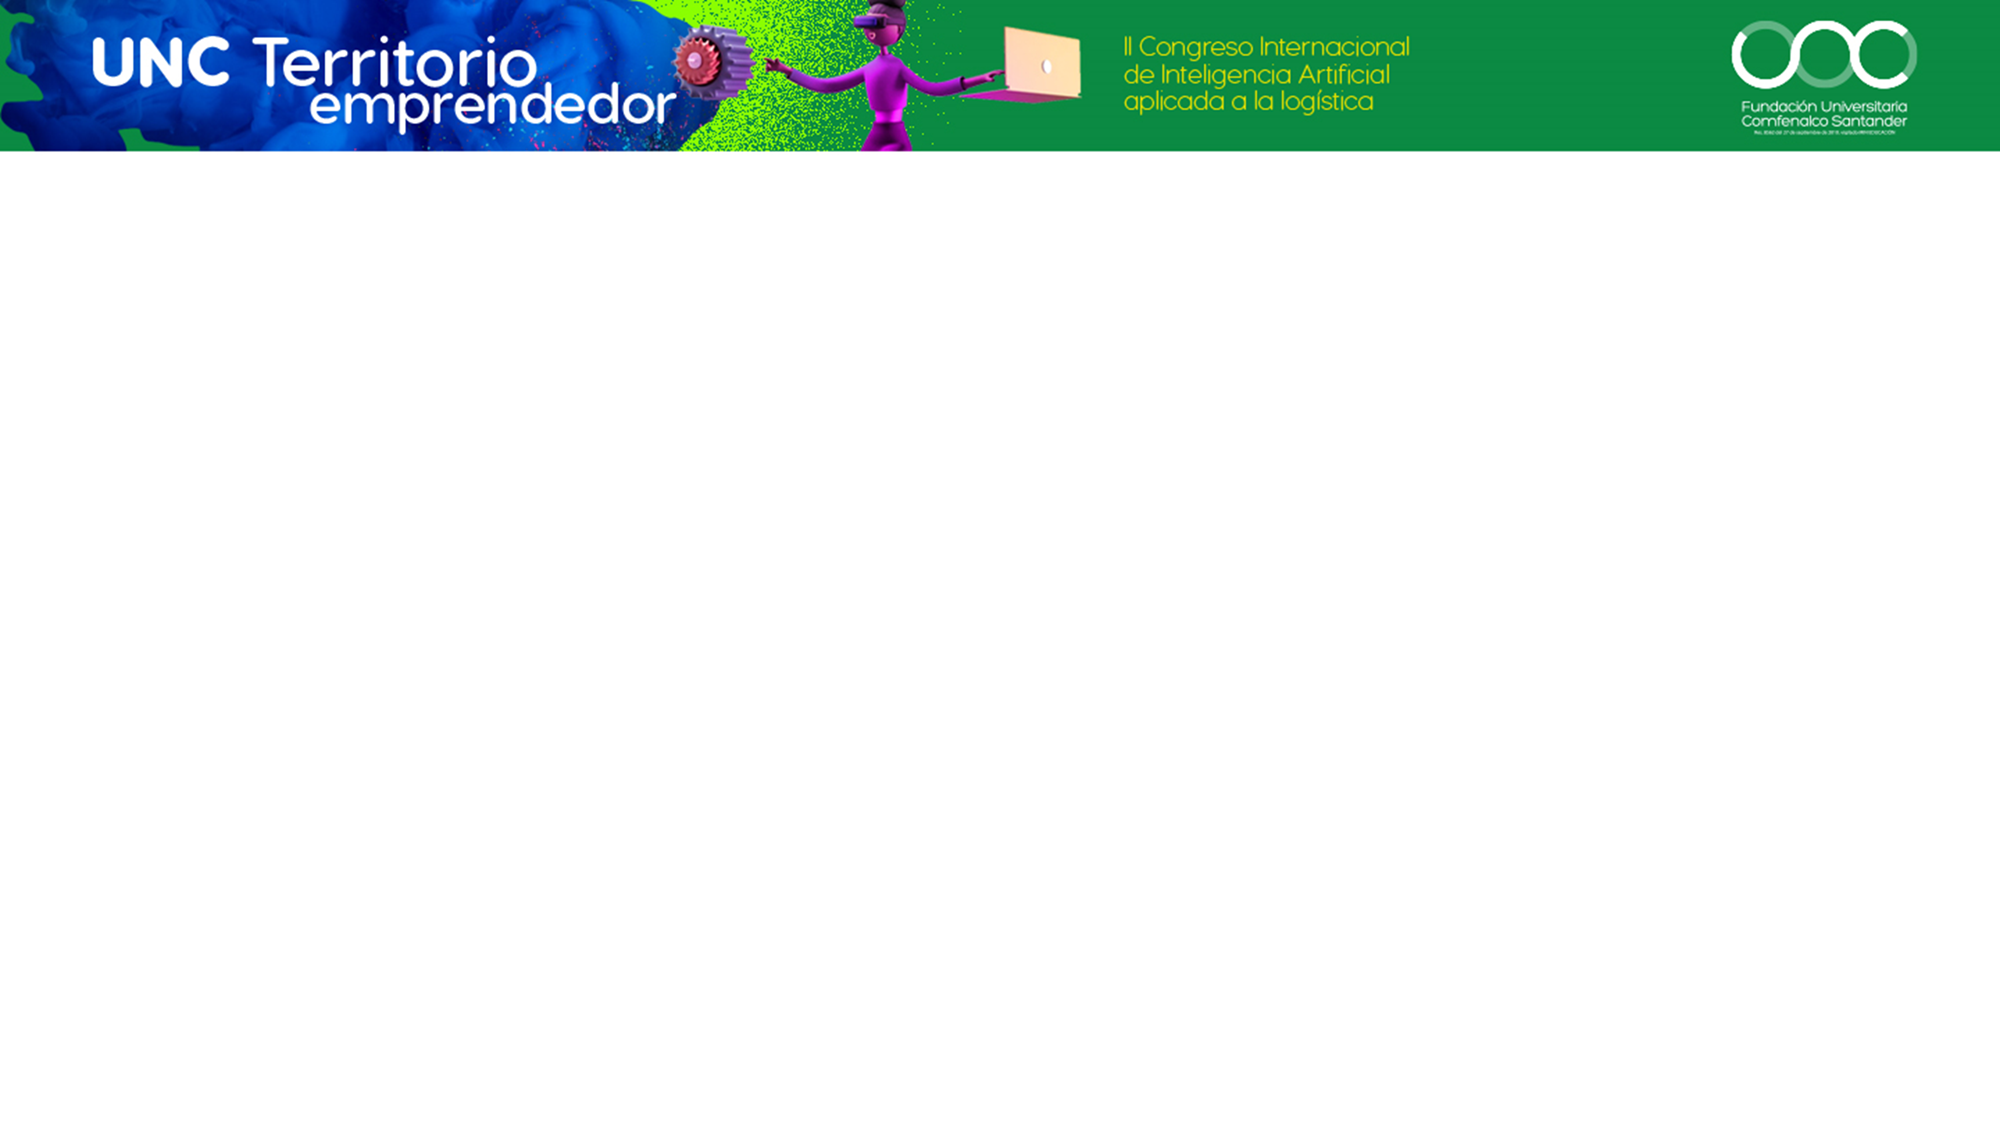 UNC Territorio
emprendedor
II Congreso Internacional
de Inteligencia Artificial
aplicada a la logística
Fundación Universitaria
Comfenalco Santander